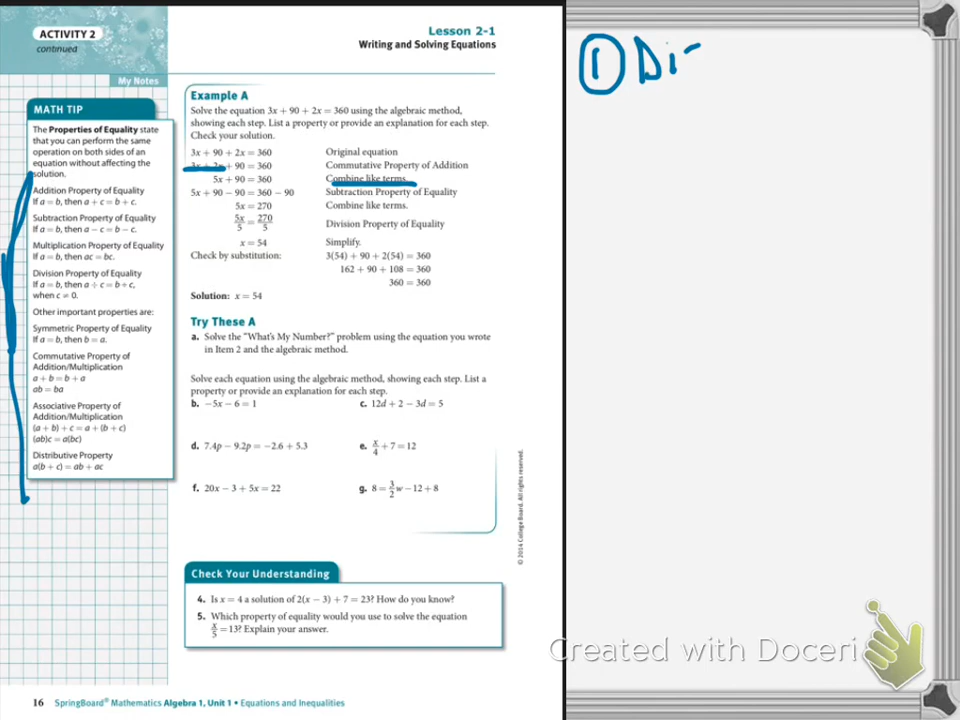 ACTIVITY 2
continued
My Notes
MATH TIP
The Properties of Equality state
that you can perform the same
operation on both sides of an
equation without affecting the
solution.
Addition Property of Equality
If a = b, then a + c = b + c.
Subtraction Property of Equality
If a = b, then a − c = b − c.
Multiplication Property of Equality
If a = b, then ac = bc.
Division Property of Equality
If a = b, then a ÷ c = b ÷ c,
when c ≠ 0.
Other important properties are:
Symmetric Property of Equality
If a = b, then b = a.
Commutative Property of
Addition/Multiplication
a + b = b + a
ab = ba
Associative Property of
Addition/Multiplication
(a + b) + c = a + (b + c)
(ab)c = a(bc)
Distributive Property
a(b + c) = ab + ac
Lesson 2-1
Writing and Solving Equations
Example A
Solve the equation 3x + 90 + 2x = 360 using the algebraic method,
showing each step. List a property or provide an explanation for each step.
Check your solution.
3x + 90 + 2x = 360 Original equation
3x + 2x + 90 = 360 Commutative Property of Addition
5x + 90 = 360 Combine like terms.
5x + 90 − 90 = 360 − 90 Subtraction Property of Equality
5x = 270 Combine like terms.
5x/5 = 270/5 Division Property of Equality
x = 54 Simplify.
Check by substitution: 3(54) + 90 + 2(54) = 360
162 + 90 + 108 = 360
360 = 360
Solution: x = 54
Try These A
a. Solve the “What’s My Number?” problem using the equation you wrote
in Item 2 and the algebraic method.
Solve each equation using the algebraic method, showing each step. List a
property or provide an explanation for each step.
b. −5x − 6 = 1 c. 12d + 2 − 3d = 5
d. 7.4p − 9.2p = −2.6 + 5.3 e. x/4 + 7 = 12
f. 20x − 3 + 5x = 22 g. 8 = 3/2 w − 12 + 8
© 2014 College Board. All rights reserved.
Check Your Understanding
4. Is x = 4 a solution of 2(x − 3) + 7 = 23? How do you know?
5. Which property of equality would you use to solve the equation
x/5 = 13? Explain your answer.
16 SpringBoard® Mathematics Algebra 1, Unit 1 • Equations and Inequalities
① Dis
Created with Doceri